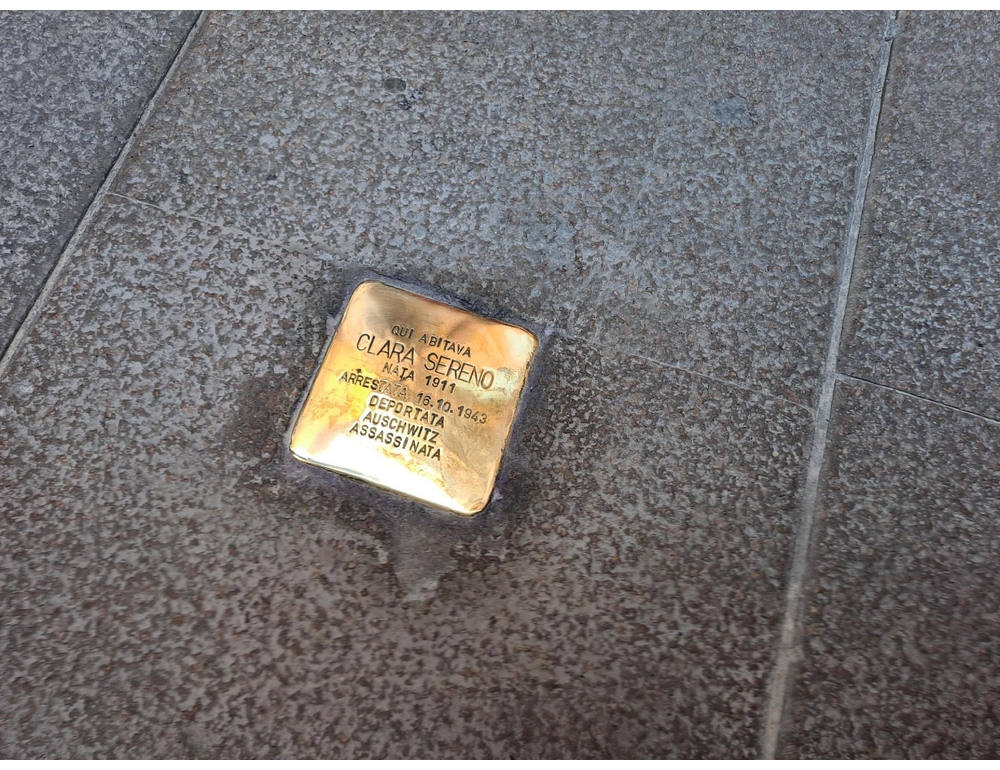 QUI ABITAVA
CLARA SERENO
NATA 1911
ARRESTATA 16.10.1943
DEPORTATA
AUSCHWITZ
ASSASSINATA